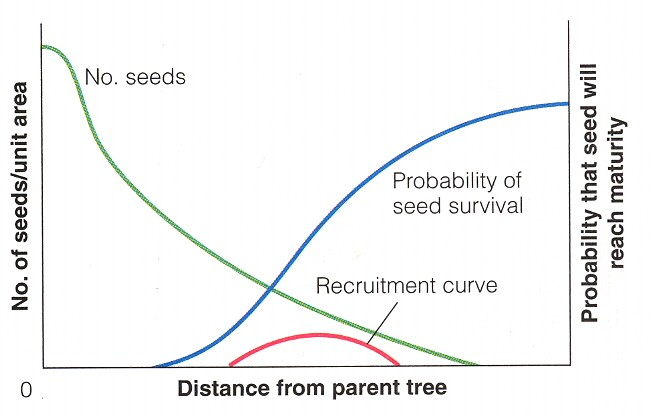 No. seeds
No. of seeds/unit area
Probability of
seed survival
Probability that seed will
reach maturity
Recruitment curve
0
Distance from parent tree